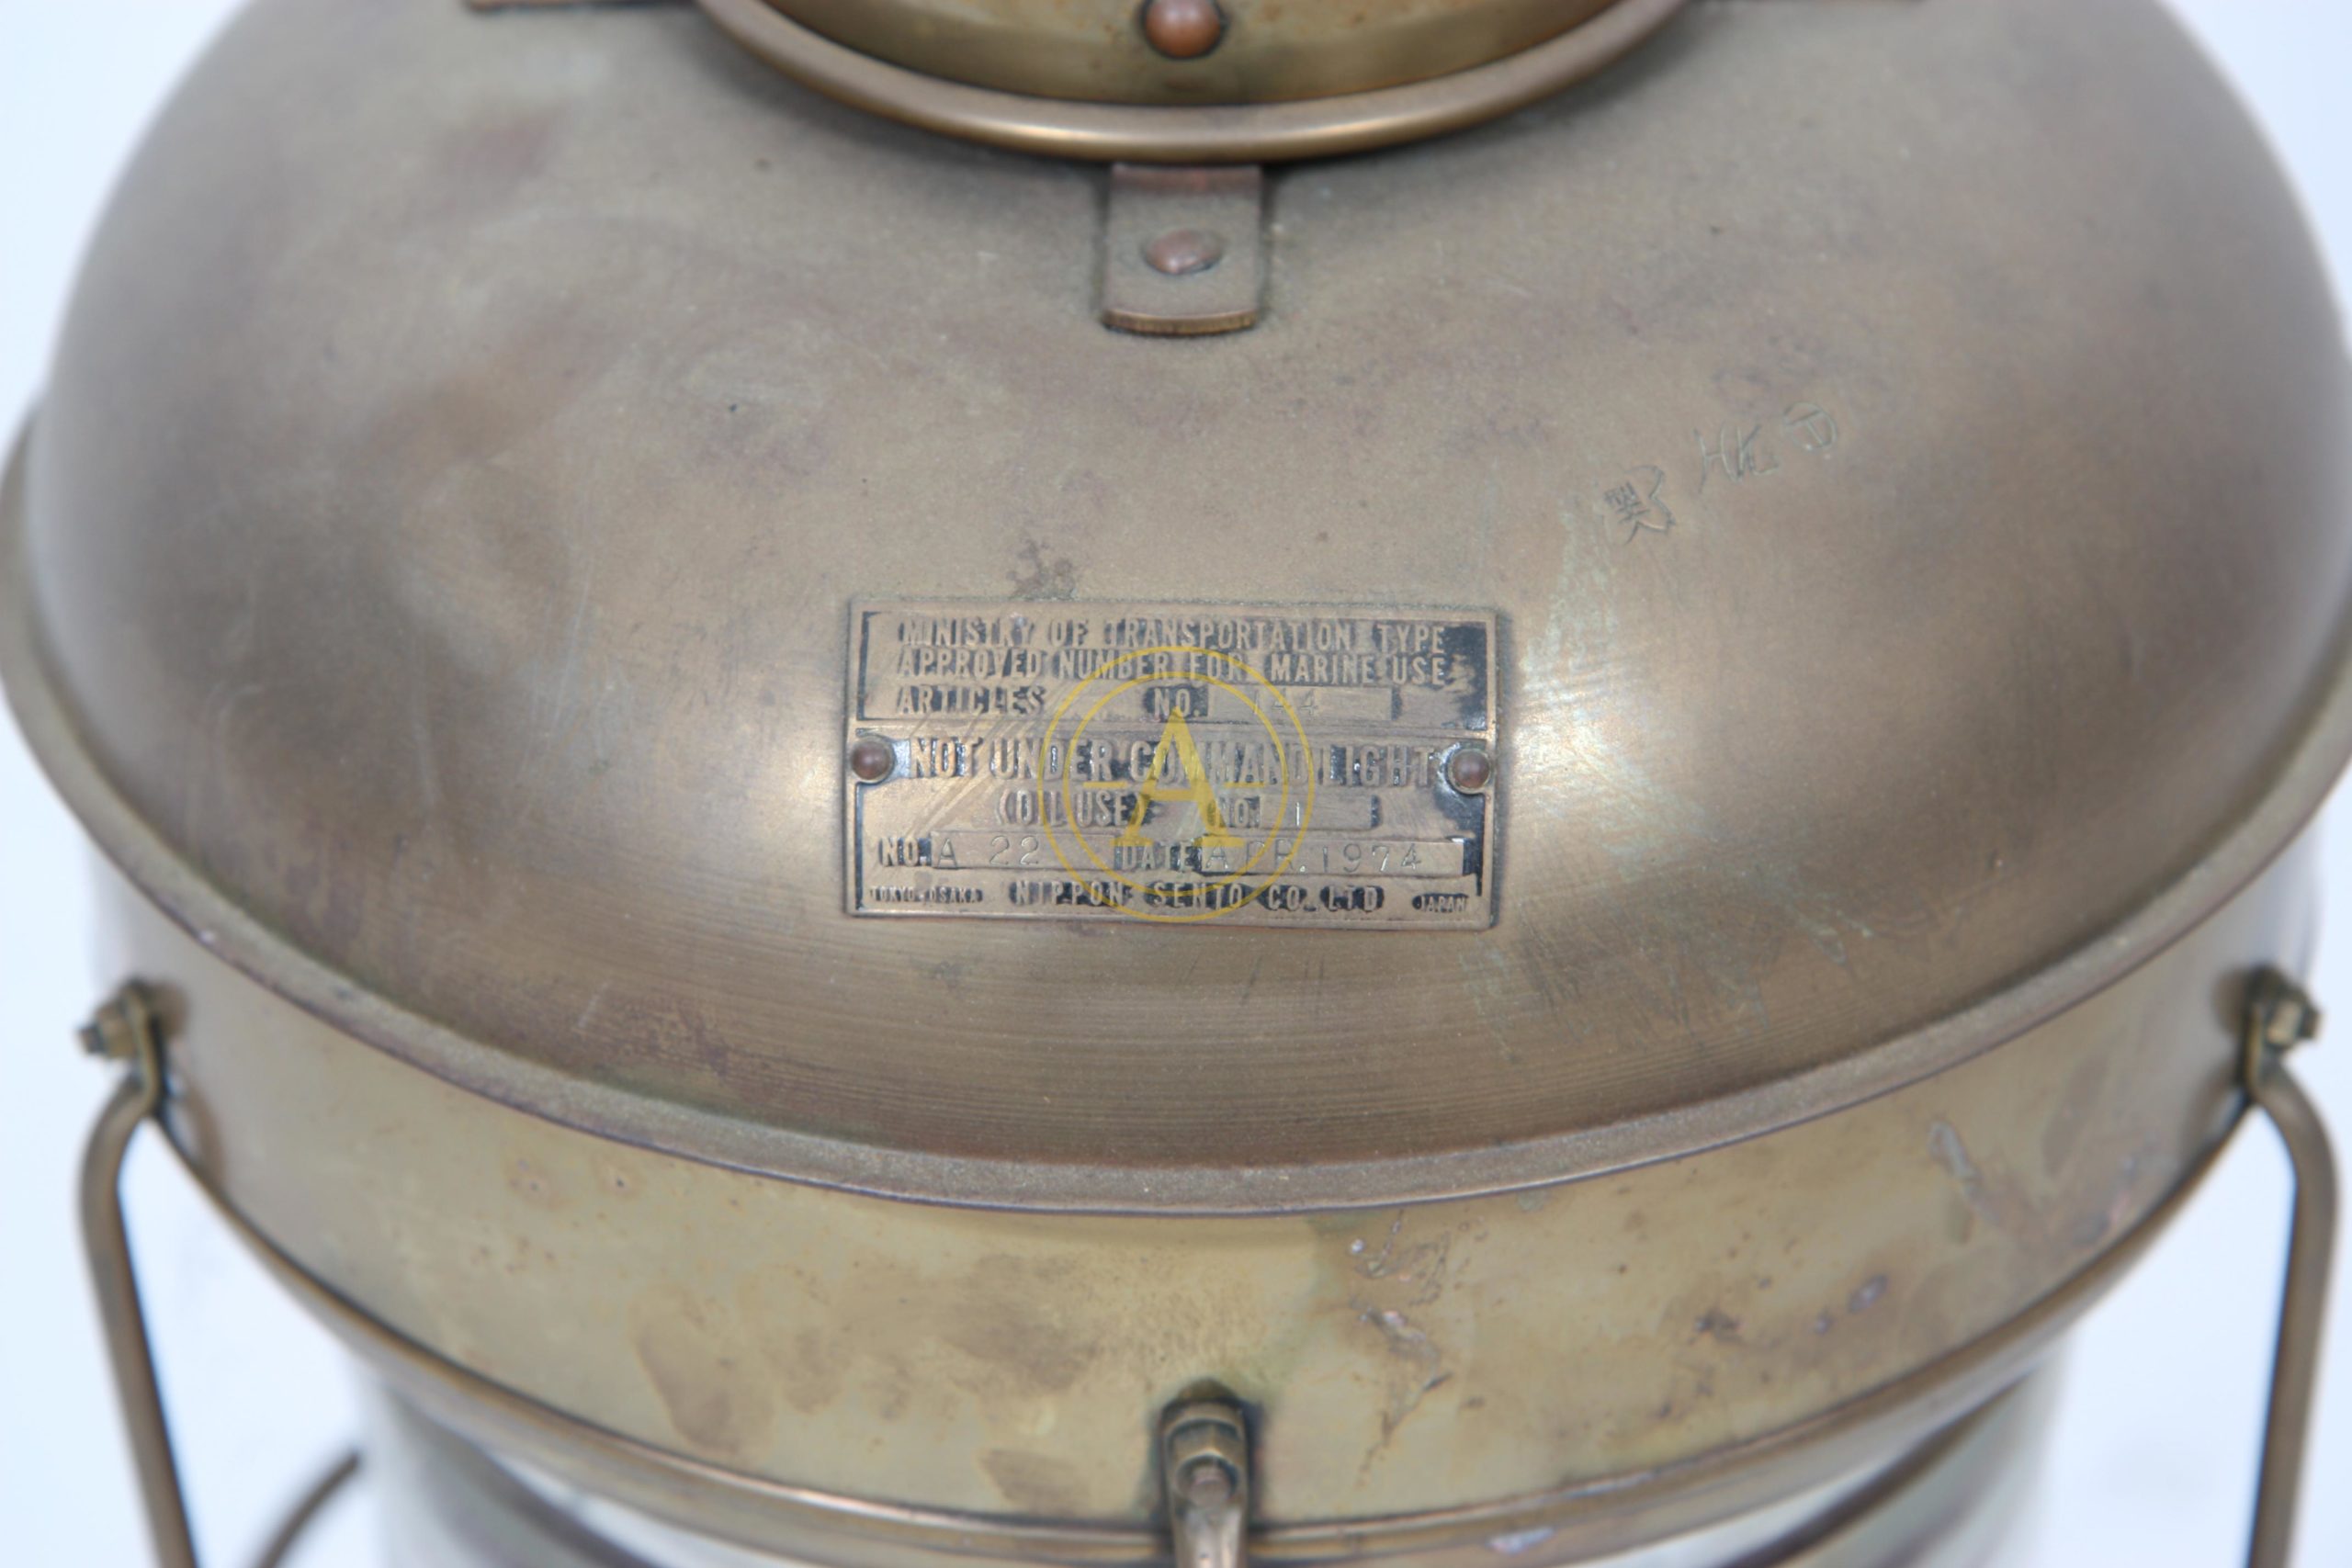 HK
MINISTRY OF TRANSPORTATION TYPE
APPROVED NUMBER FOR MARINE USE
ARTICLES NO.
NOT UNDER COMMAND LIGHT
(OIL USE) NO. 1
NO. A 22 DATE APR. 1974
TOKYO • OSAKA NIPPON SENTO CO. LTD JAPAN
A